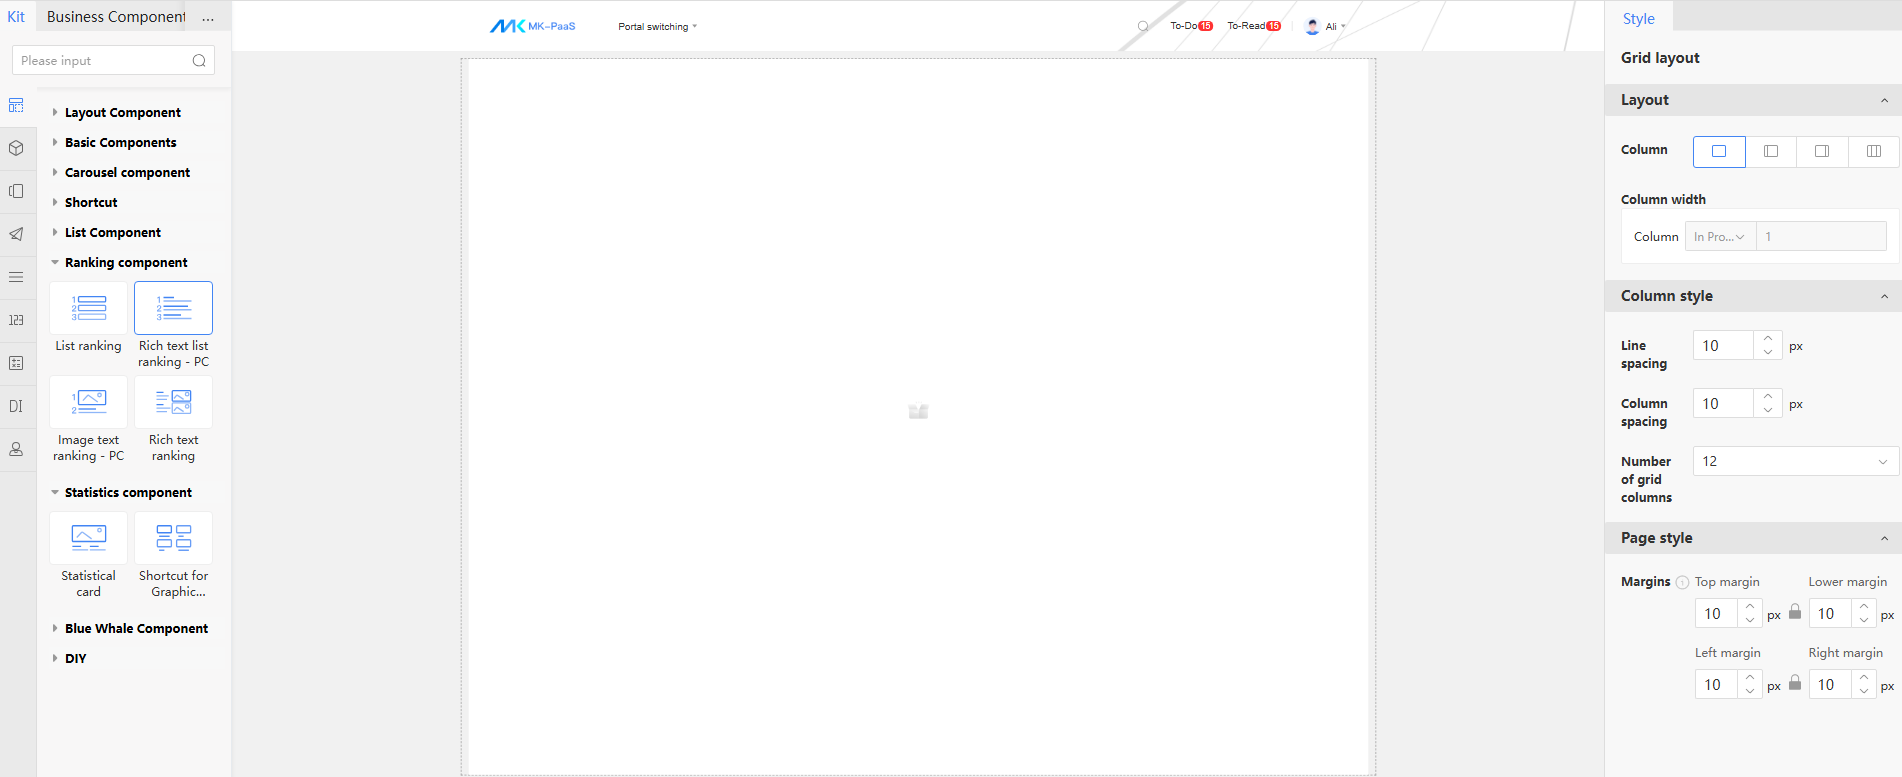 Kit
Business Component
...
Please input
Layout Component
Basic Components
Carousel component
Shortcut
List Component
Ranking component
List ranking
Rich text list
ranking - PC
Image text
ranking - PC
Rich text
ranking
Statistics component
Statistical
card
Shortcut for
Graphic...
Blue Whale Component
DIY
123
DI
MK-PaaS
Portal switching
To-Do 15
To-Read 15
Ali
Style
Grid layout
Layout
Column
Column width
Column
In Pro...
1
Column style
Line
spacing
10
px
Column
spacing
10
px
Number
of grid
columns
12
Page style
Margins
Top margin
Lower margin
10
px
10
px
Left margin
Right margin
10
px
10
px